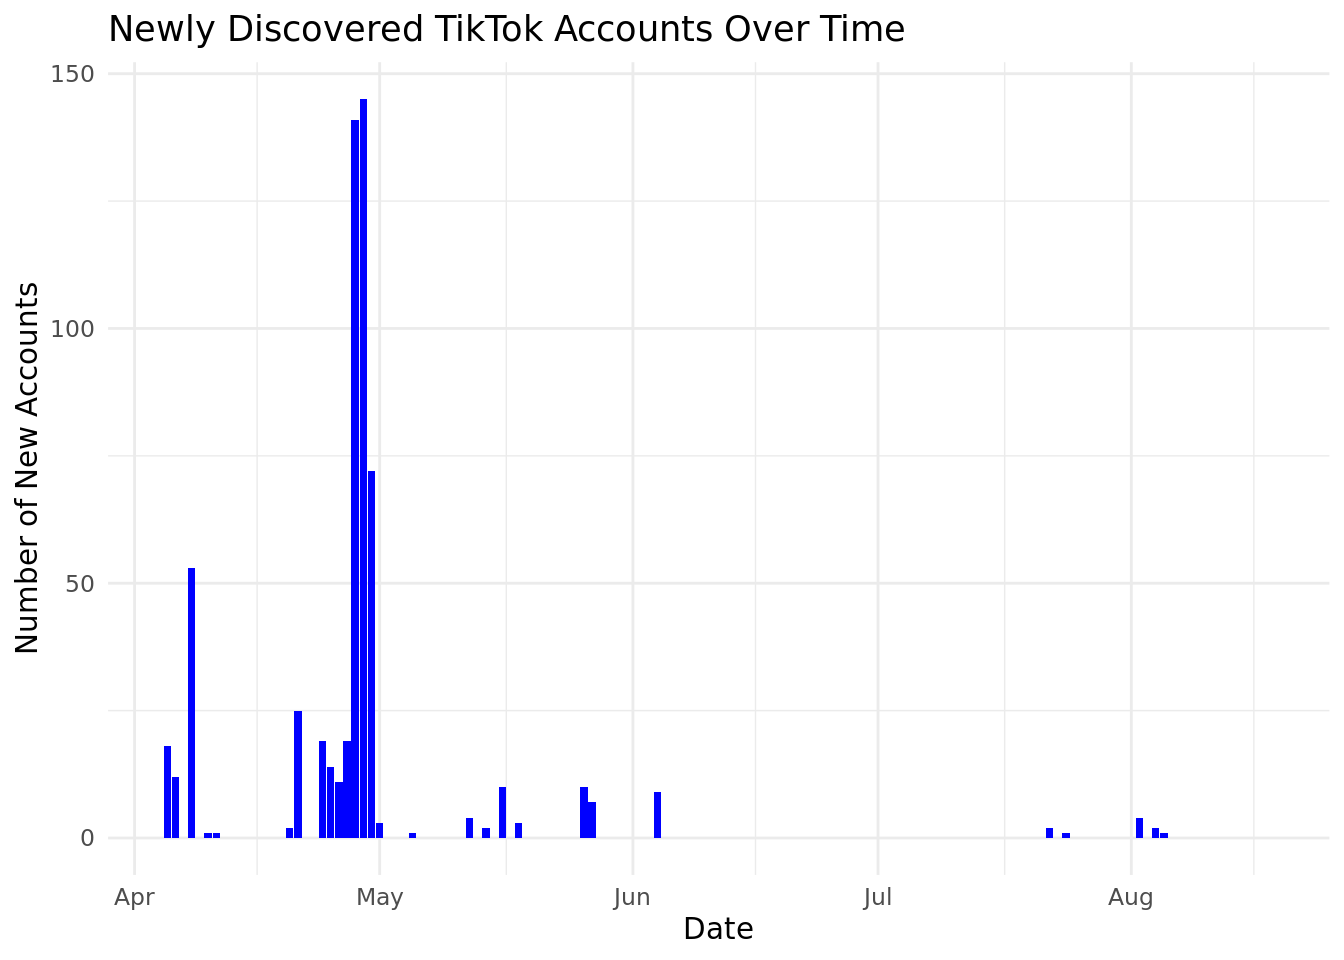 Newly Discovered TikTok Accounts Over Time
150
100
50
0
Number of New Accounts
Apr May Jun Jul Aug
Date